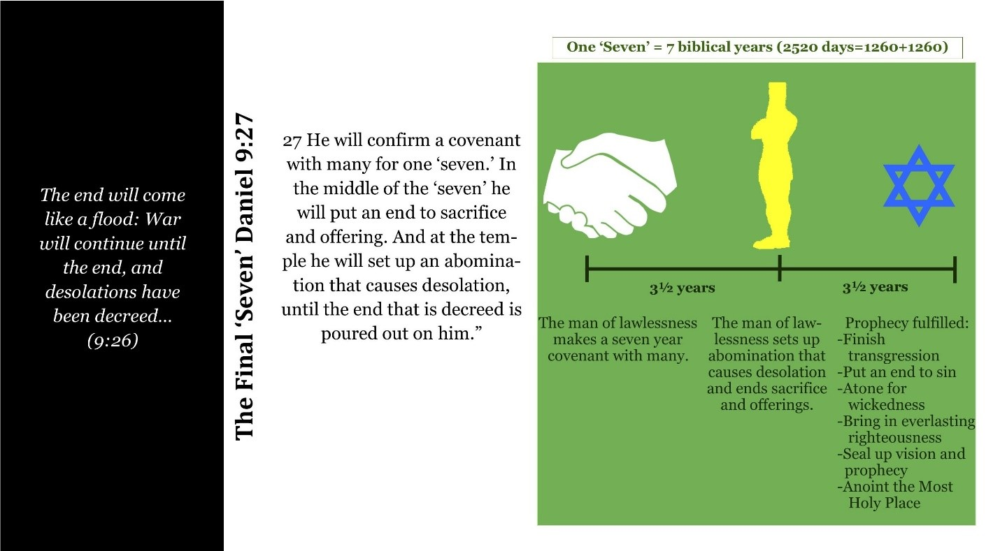 The end will come
like a flood: War
will continue until
the end, and
desolations have
been decreed...
(9:26)
The Final ‘Seven’ Daniel 9:27
27 He will confirm a covenant
with many for one ‘seven.’ In
the middle of the ‘seven’ he
will put an end to sacrifice
and offering. And at the tem-
ple he will set up an abomina-
tion that causes desolation,
until the end that is decreed is
poured out on him.”
One ‘Seven’ = 7 biblical years (2520 days=1260+1260)
3½ years
3½ years
The man of lawlessness
makes a seven year
covenant with many.
The man of law-
lessness sets up
abomination that
causes desolation
and ends sacrifice
and offerings.
Prophecy fulfilled:
-Finish
transgression
-Put an end to sin
-Atone for
wickedness
-Bring in everlasting
righteousness
-Seal up vision and
prophecy
-Anoint the Most
Holy Place